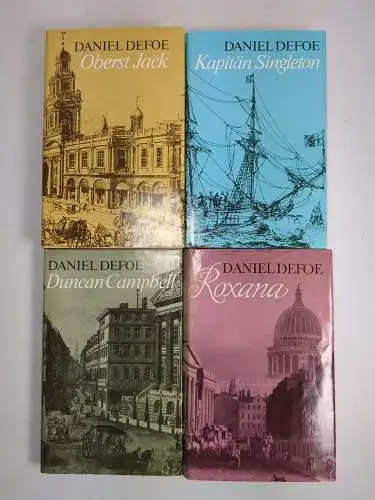 DANIEL DEFOE
Oberst Jack
DANIEL DEFOE
Kapitän Singleton
DANIEL DEFOE
Duncan Campbell
DANIEL DEFOE
Roxana